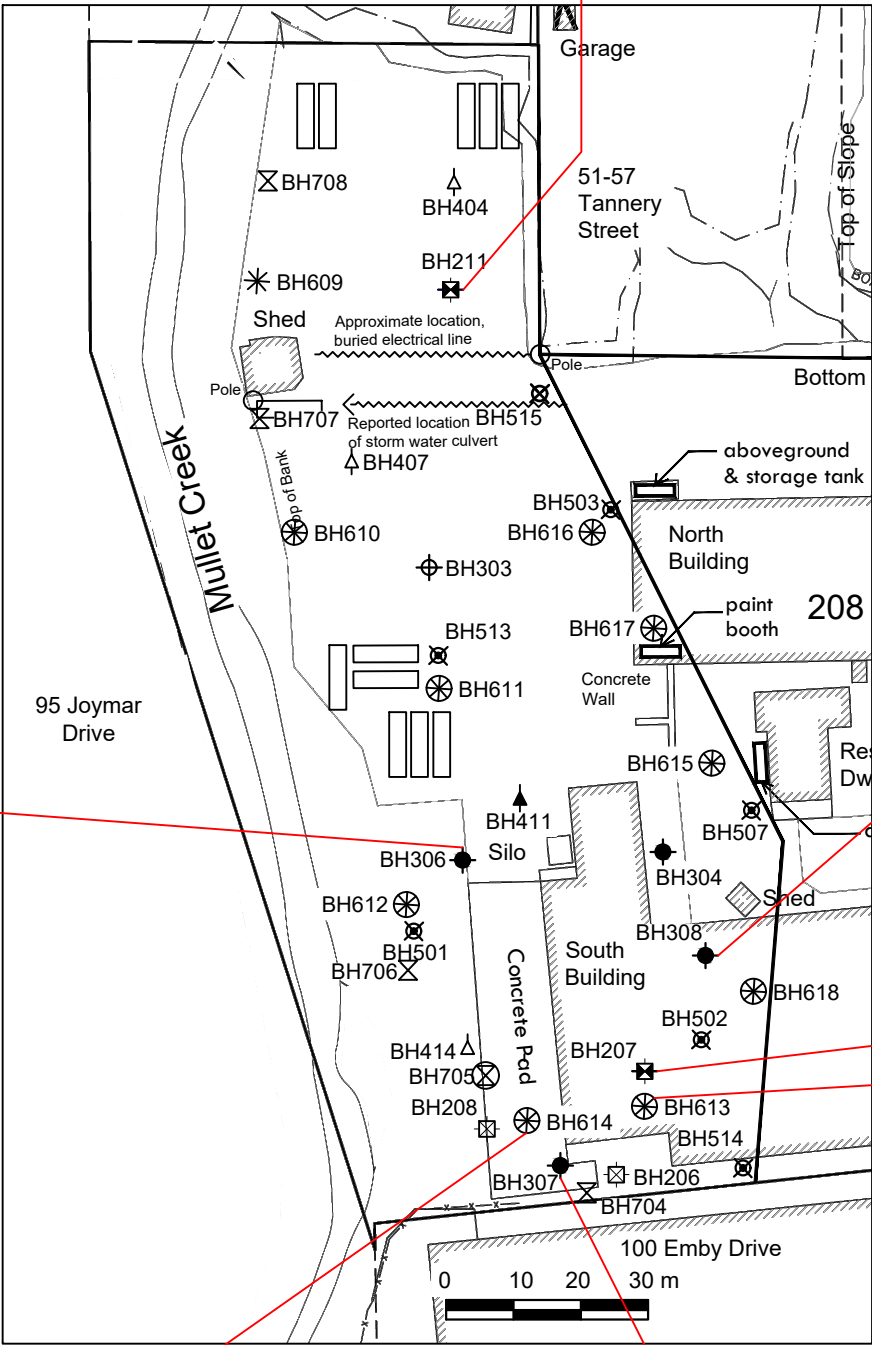 Garage
Top of Slope
BH708
BH404
51-57
Tannery
Street
BH211
BH609
Shed
Approximate location,
buried electrical line
Pole
Bottom
Pole
BH707
Reported location
of storm water culvert
BH515
BH407
aboveground
& storage tank
Mullet Creek
BH503
BH610
BH616
North
Building
BH303
paint
booth
208
BH513
BH617
BH611
Concrete
Wall
95 Joymar
Drive
BH615
BH411
BH507
Silo
BH306
BH304
BH612
Shed
BH501
BH308
BH706
South
Building
Concrete Pad
BH618
BH502
BH414
BH207
BH705
BH208
BH614
BH613
BH514
BH307
BH206
BH704
100 Emby Drive
0 10 20 30 m